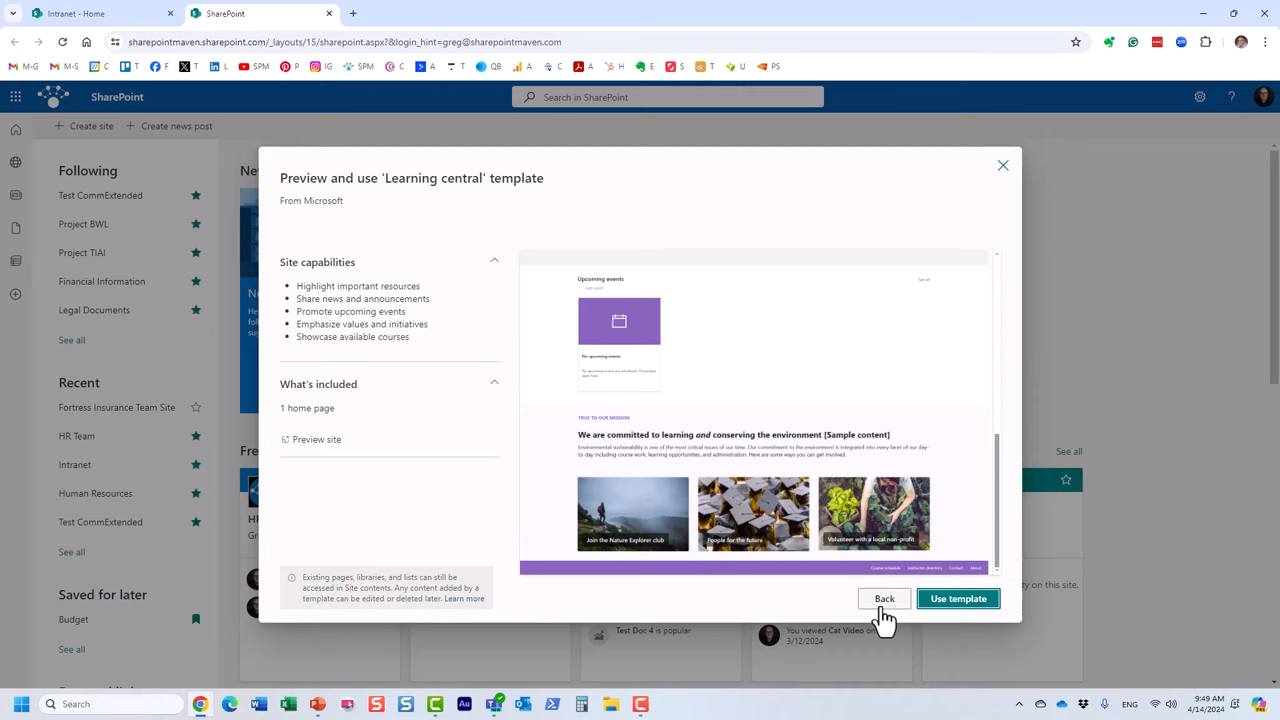 Intranet - Home
SharePoint
sharepointmaven.com/_layouts/15/sharepoint.aspx?&login_hint=greg@sharepointmaven.com
M-G M-S C T F T L SPM P IG SPM C A T QB A C A H E S T U PS
SharePoint
Search in SharePoint
Create site Create news post
Following
Test CommExtended
Project BWL
Project TIAI
Financial Information
Legal Documents
See all
Recent
Fortress Insurance Team Site
HR Team
Intranet
Human Resources
Test CommExtended
See all
Saved for later
Budget
See all
See all
Test Doc 4 is popular
You viewed Cat Video on
3/12/2024
ity on this site.
Preview and use 'Learning central' template
From Microsoft
Site capabilities
• Highlight important resources
• Share news and announcements
• Promote upcoming events
• Emphasize values and initiatives
• Showcase available courses
What's included
1 home page
Preview site
Existing pages, libraries, and lists can still be
accessed in Site contents. Any content added by a
template can be edited or deleted later. Learn more
Upcoming events
See all
No upcoming events
TRUE TO OUR MISSION
We are committed to learning and conserving the environment [Sample content]
Environmental sustainability is one of the most critical issues of our time. Our commitment to the environment is integrated into every facet of our day-
to-day including course work, learning opportunities, and administration. Here are some ways you can get involved.
Join the Nature Explorer club
People for the future
Volunteer with a local non-profit
Course schedule Instructor directory Contact About
Back
Use template
Search
9:49 AM
4/14/2024